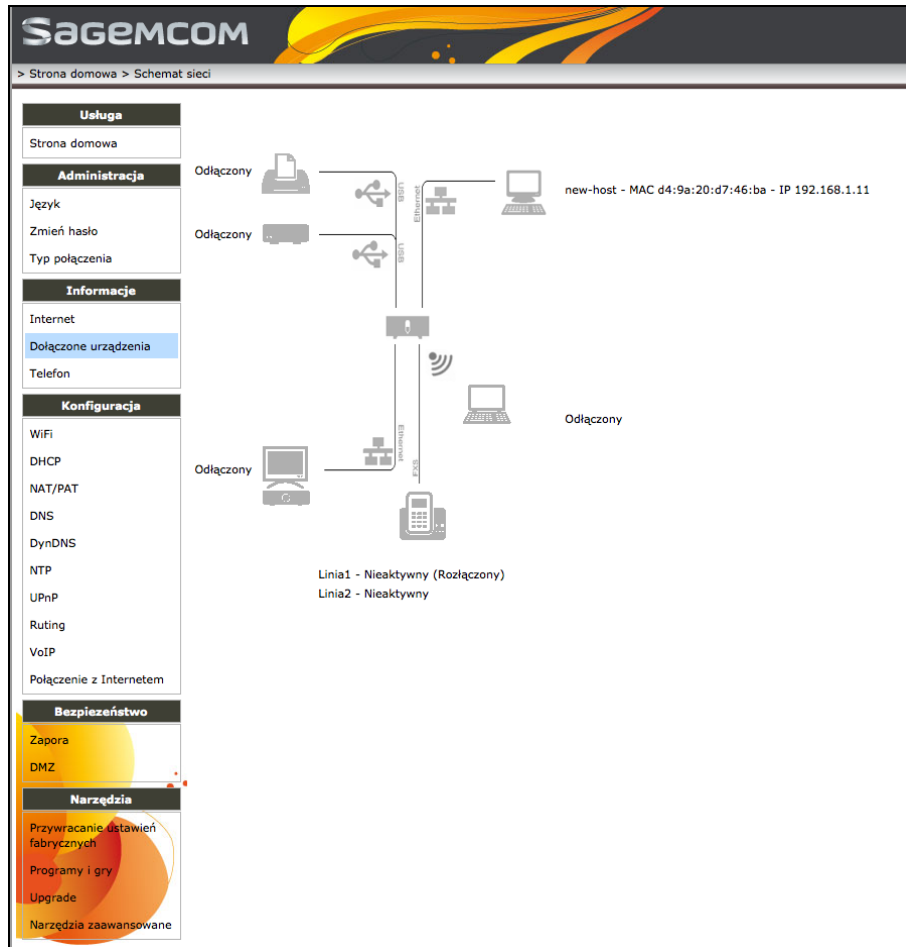 Sagemcom
> Strona domowa > Schemat sieci
Usługa
Strona domowa
Administracja
Język
Zmień hasło
Typ połączenia
Informacje
Internet
Dołączone urządzenia
Telefon
Konfiguracja
WiFi
DHCP
NAT/PAT
DNS
DynDNS
NTP
UPnP
Ruting
VoIP
Połączenie z Internetem
Bezpiezeństwo
Zapora
DMZ
Narzędzia
Przywracanie ustawień
fabrycznych
Programy i gry
Upgrade
Narzędzia zaawansowane
Odłączony
USB
Ethernet
new-host - MAC d4:9a:20:d7:46:ba - IP 192.168.1.11
Odłączony
USB
Odłączony
Odłączony
Ethernet
FXS
Linia1 - Nieaktywny (Rozłączony)
Linia2 - Nieaktywny